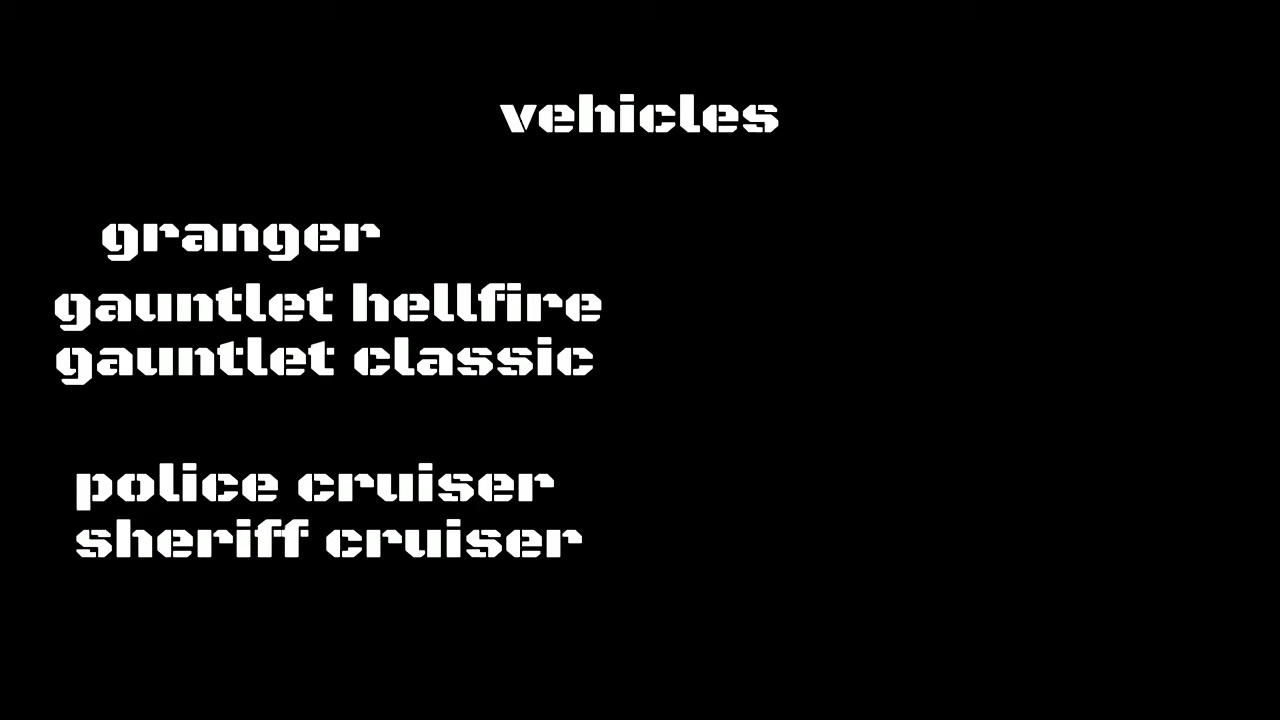 vehicles
granger
gauntlet hellfire
gauntlet classic
police cruiser
sheriff cruiser